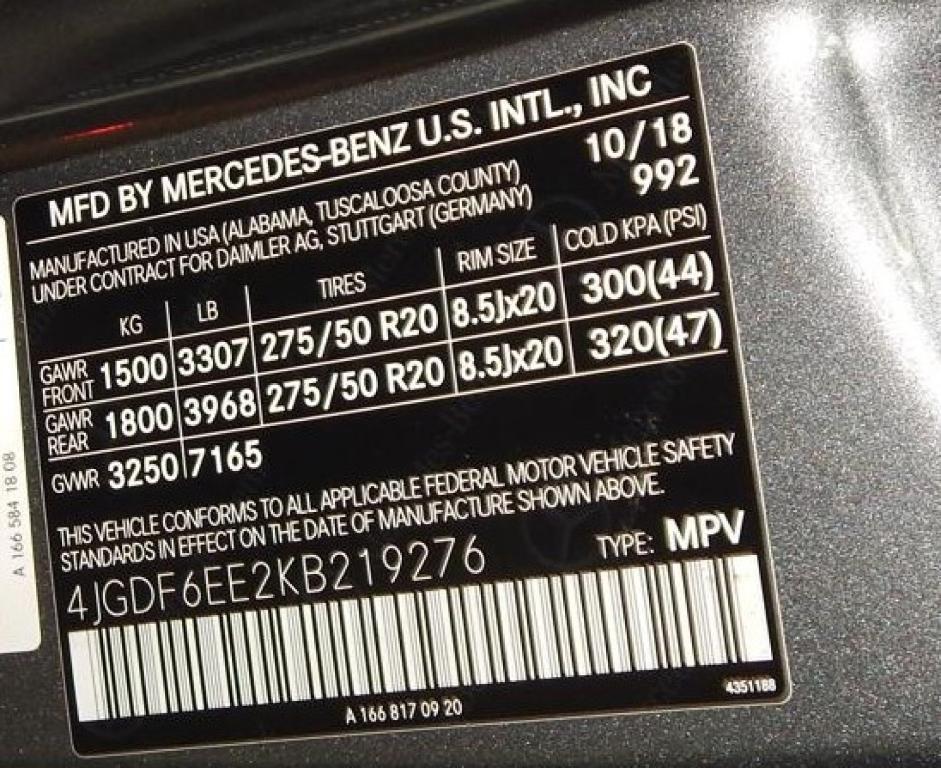 MFD BY MERCEDES-BENZ U.S. INTL., INC
10/18
MANUFACTURED IN USA (ALABAMA, TUSCALOOSA COUNTY)
992
UNDER CONTRACT FOR DAIMLER AG, STUTTGART (GERMANY)
KG LB TIRES RIM SIZE COLD KPA (PSI)
GAWR FRONT 1500 3307 275/50 R20 8.5Jx20 300(44)
GAWR REAR 1800 3968 275/50 R20 8.5Jx20 320(47)
GVWR 3250 7165
THIS VEHICLE CONFORMS TO ALL APPLICABLE FEDERAL MOTOR VEHICLE SAFETY
STANDARDS IN EFFECT ON THE DATE OF MANUFACTURE SHOWN ABOVE.
4JGDF6EE2KB219276 TYPE: MPV
A 166 817 09 20
4351188
A 166 584 18 08